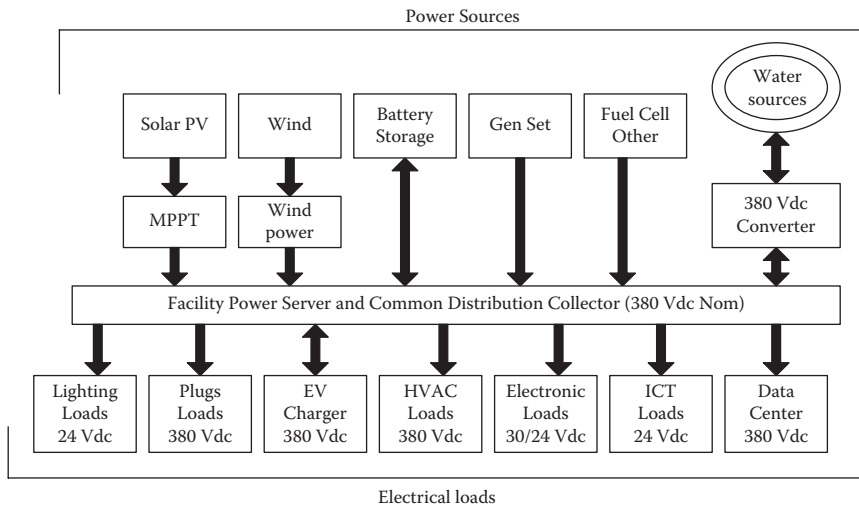 Power Sources
Solar PV
Wind
Battery
Storage
Gen Set
Fuel Cell
Other
Water
sources
MPPT
Wind
power
380 Vdc
Converter
Facility Power Server and Common Distribution Collector (380 Vdc Nom)
Lighting
Loads
24 Vdc
Plugs
Loads
380 Vdc
EV
Charger
380 Vdc
HVAC
Loads
380 Vdc
Electronic
Loads
30/24 Vdc
ICT
Loads
24 Vdc
Data
Center
380 Vdc
Electrical loads